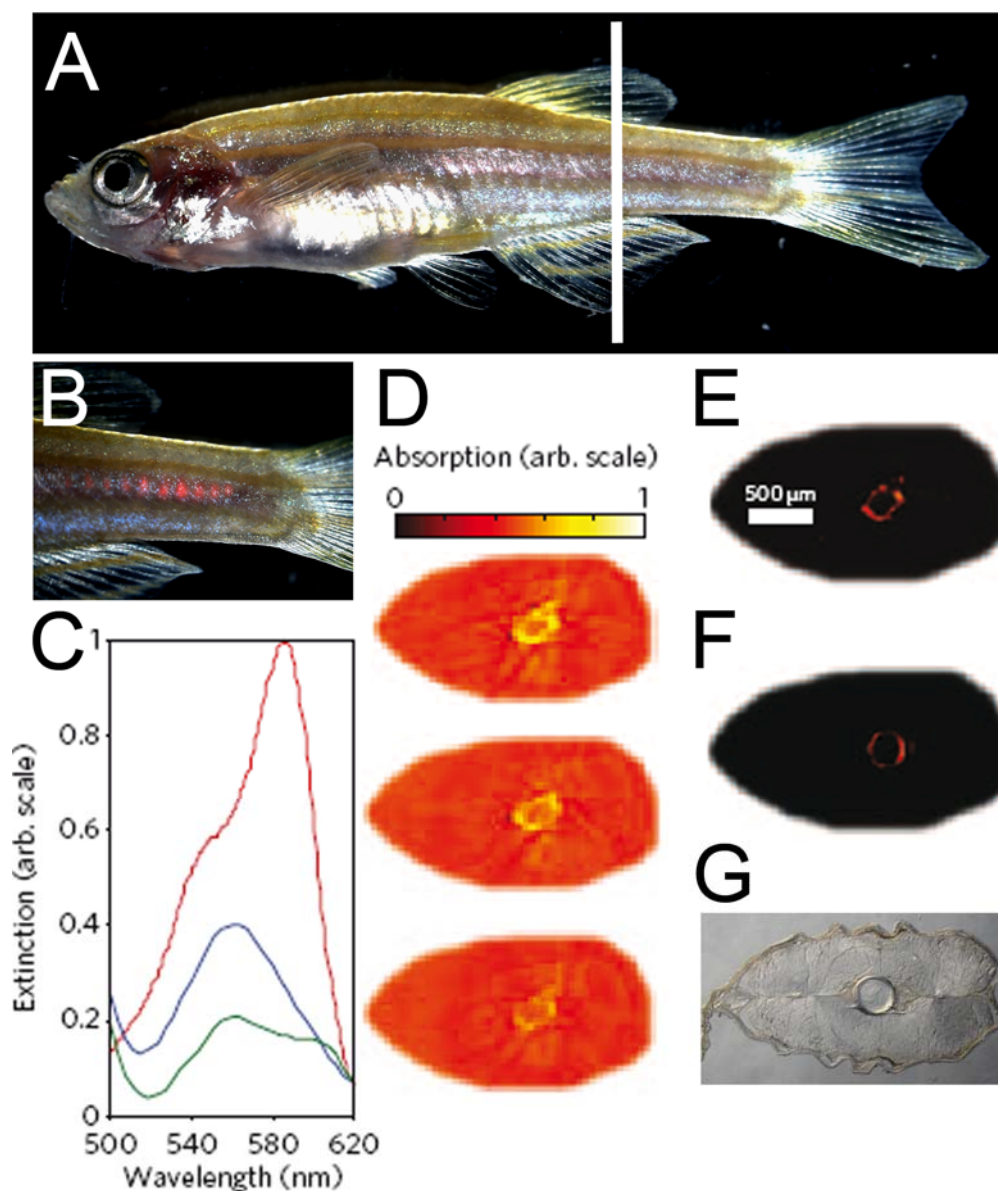 A
B
C
D
E
F
G
Absorption (arb. scale)
0
1
500 µm
Extinction (arb. scale)
1
0.8
0.6
0.4
0.2
0
500
540
580
620
Wavelength (nm)